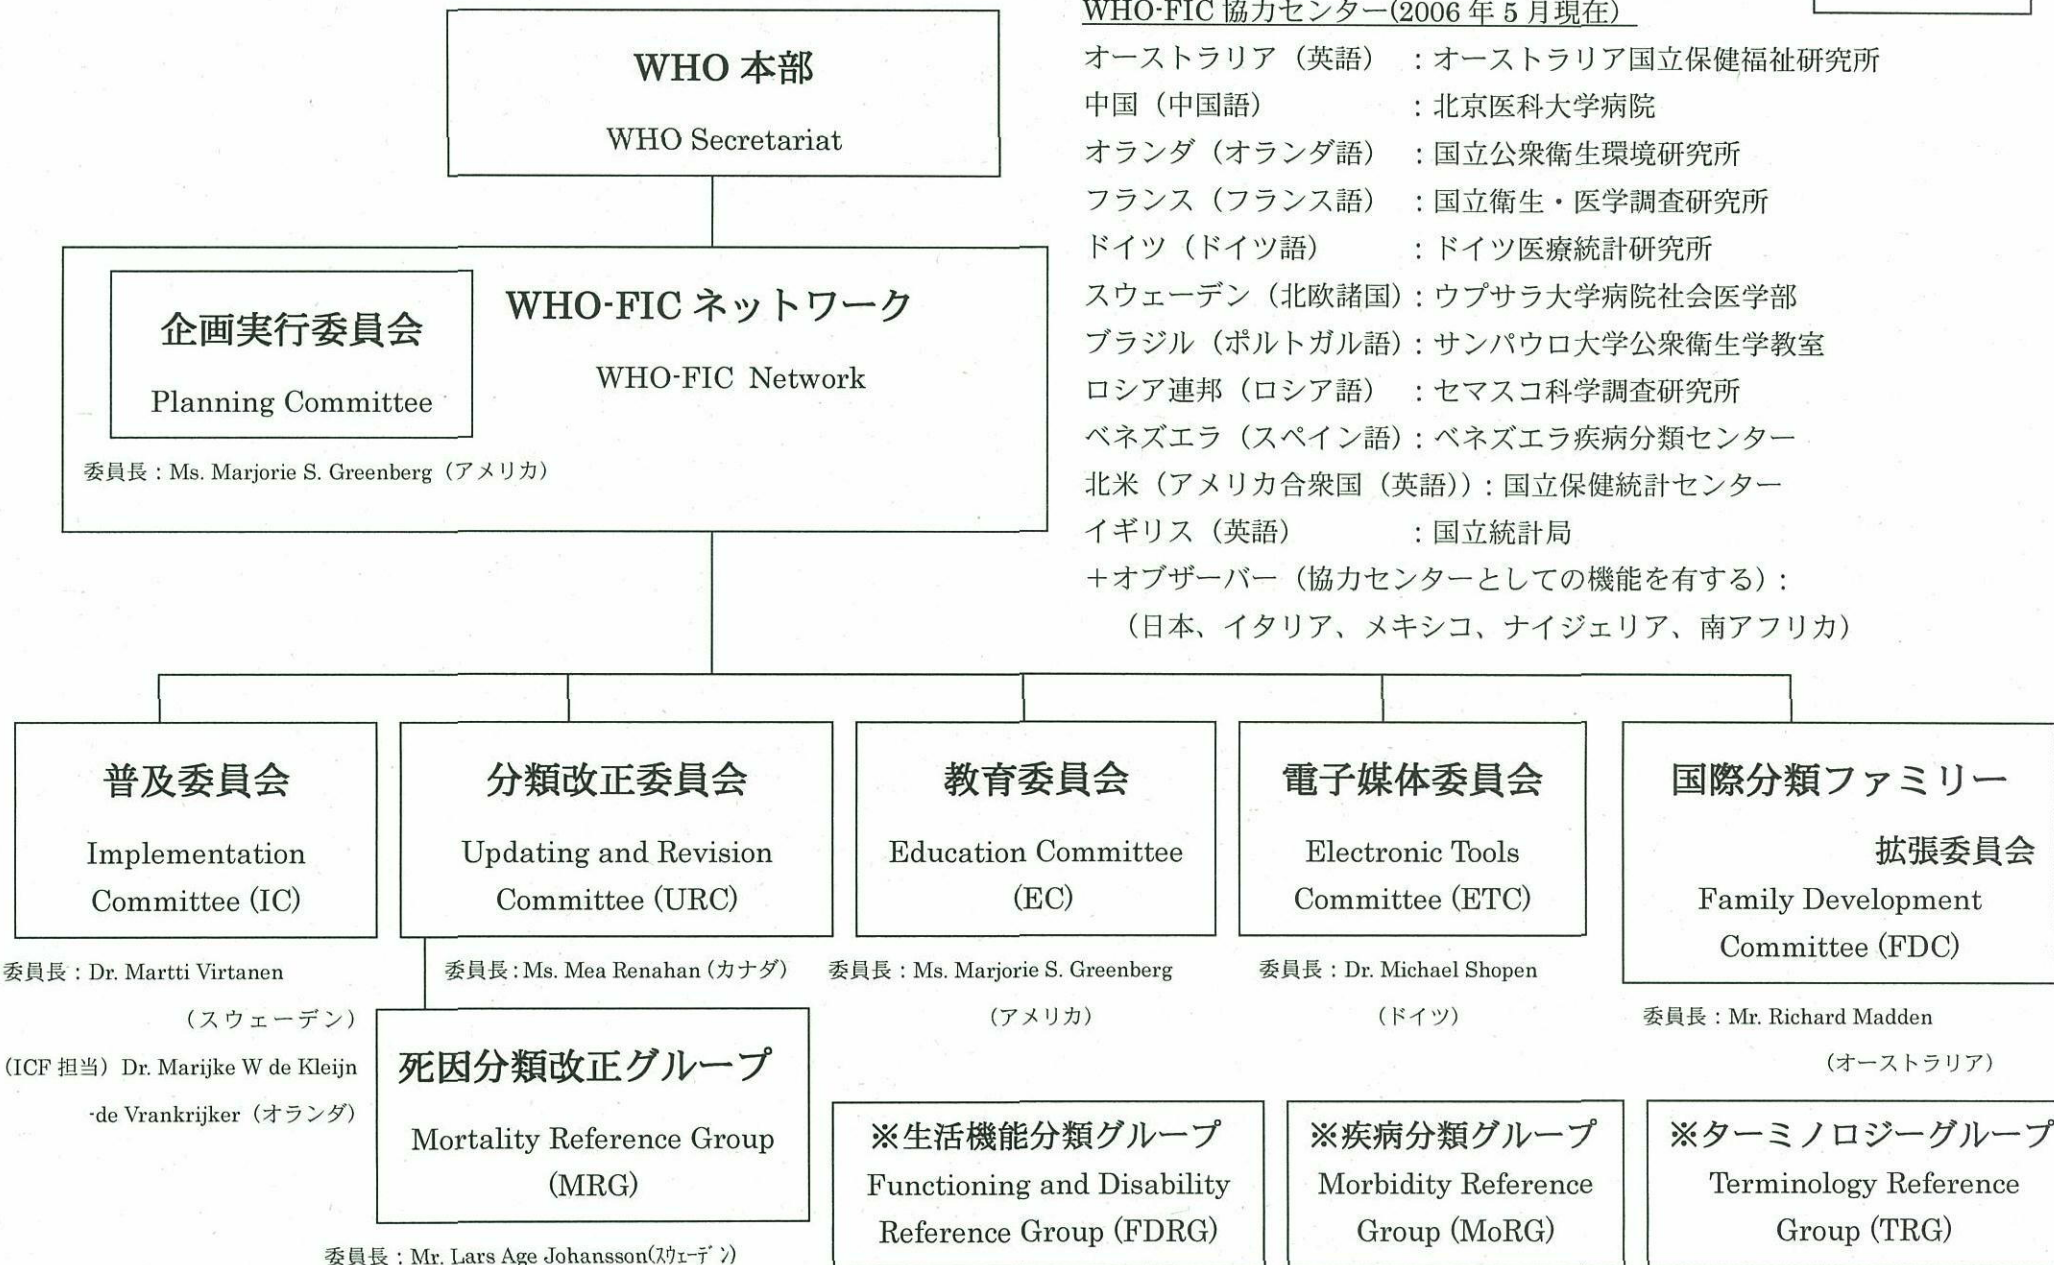 WHO 本部
WHO Secretariat
企画実行委員会
Planning Committee
WHO-FIC ネットワーク
WHO-FIC Network
委員長：Ms. Marjorie S. Greenberg（アメリカ）
WHO-FIC 協力センター(2006 年 5 月現在）
オーストラリア（英語）：オーストラリア国立保健福祉研究所
中国（中国語）：北京医科大学病院
オランダ（オランダ語）：国立公衆衛生環境研究所
フランス（フランス語）：国立衛生・医学調査研究所
ドイツ（ドイツ語）：ドイツ医療統計研究所
スウェーデン（北欧諸国）：ウプサラ大学病院社会医学部
ブラジル（ポルトガル語）：サンパウロ大学公衆衛生学教室
ロシア連邦（ロシア語）：セマスコ科学調査研究所
ベネズエラ（スペイン語）：ベネズエラ疾病分類センター
北米（アメリカ合衆国（英語））：国立保健統計センター
イギリス（英語）：国立統計局
＋オブザーバー（協力センターとしての機能を有する）：
（日本、イタリア、メキシコ、ナイジェリア、南アフリカ）
普及委員会
Implementation
Committee (IC)
委員長：Dr. Martti Virtanen
（スウェーデン）
(ICF 担当）Dr. Marijke W de Kleijn
-de Vrankrijker（オランダ）
分類改正委員会
Updating and Revision
Committee (URC)
委員長：Ms. Mea Renahan (カナダ）
死因分類改正グループ
Mortality Reference Group
(MRG)
委員長：Mr. Lars Age Johansson(ｽｳｪｰﾃﾞﾝ)
教育委員会
Education Committee
(EC)
委員長：Ms. Marjorie S. Greenberg
（アメリカ）
電子媒体委員会
Electronic Tools
Committee (ETC)
委員長：Dr. Michael Shopen
（ドイツ）
国際分類ファミリー
拡張委員会
Family Development
Committee (FDC)
委員長：Mr. Richard Madden
（オーストラリア）
※生活機能分類グループ
Functioning and Disability
Reference Group (FDRG)
※疾病分類グループ
Morbidity Reference
Group (MoRG)
※ターミノロジーグループ
Terminology Reference
Group (TRG)